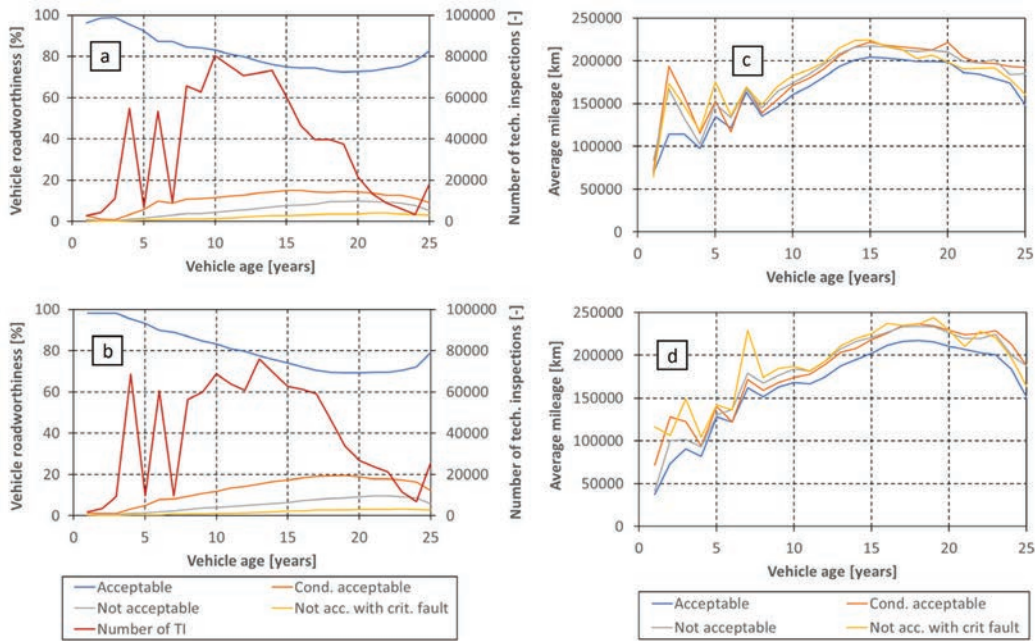 Vehicle roadworthiness [%]
100
80
60
40
20
0
a
100000
80000
60000
40000
20000
0
Number of tech. inspections [-]
0 5 10 15 20 25
Vehicle age [years]
Average mileage [km]
250000
200000
150000
100000
50000
0
c
0 5 10 15 20 25
Vehicle age [years]
Vehicle roadworthiness [%]
100
80
60
40
20
0
b
100000
80000
60000
40000
20000
0
Number of tech. inspections [-]
0 5 10 15 20 25
Vehicle age [years]
Acceptable Cond. acceptable
Not acceptable Not acc. with crit. fault
Number of TI
Average mileage [km]
250000
200000
150000
100000
50000
0
d
0 5 10 15 20 25
Vehicle age [years]
Acceptable Cond. acceptable
Not acceptable Not acc. with crit fault